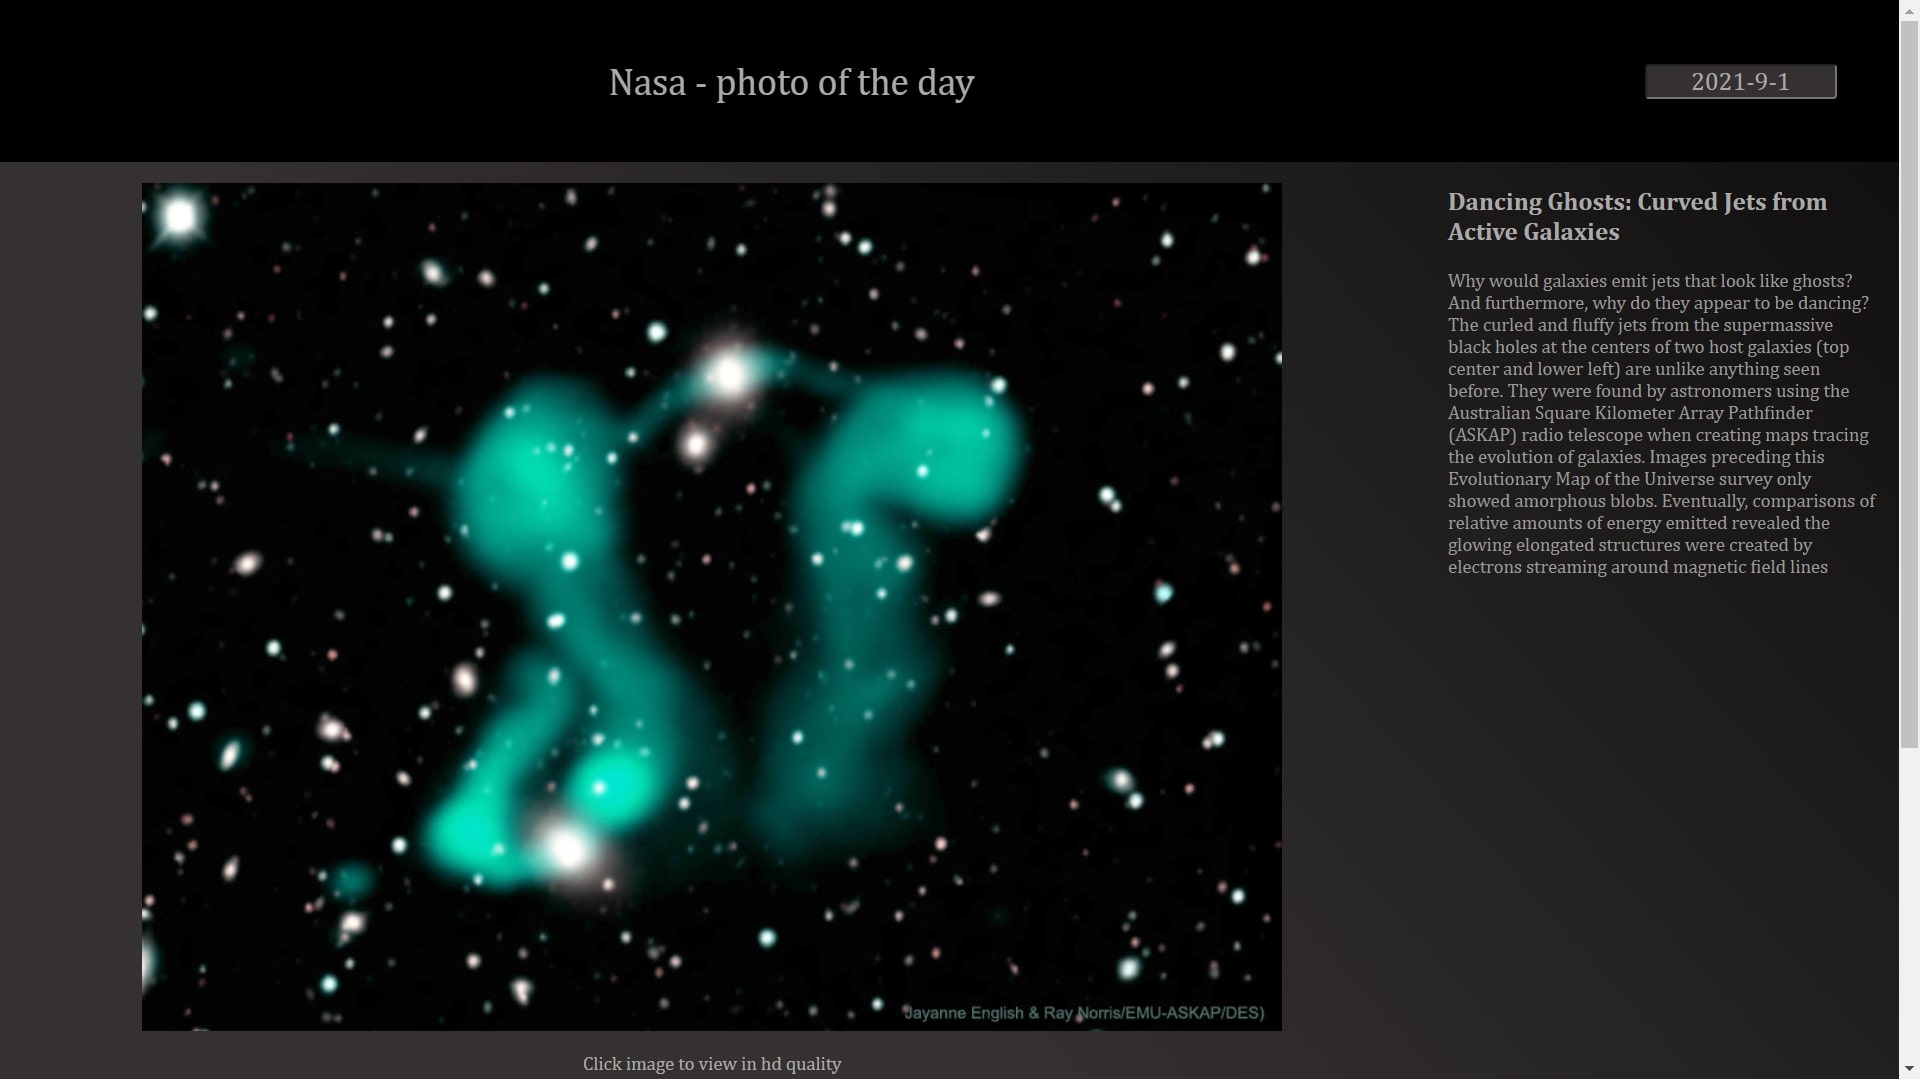 Nasa - photo of the day
2021-9-1
Dancing Ghosts: Curved Jets from
Active Galaxies
Why would galaxies emit jets that look like ghosts?
And furthermore, why do they appear to be dancing?
The curled and fluffy jets from the supermassive
black holes at the centers of two host galaxies (top
center and lower left) are unlike anything seen
before. They were found by astronomers using the
Australian Square Kilometer Array Pathfinder
(ASKAP) radio telescope when creating maps tracing
the evolution of galaxies. Images preceding this
Evolutionary Map of the Universe survey only
showed amorphous blobs. Eventually, comparisons of
relative amounts of energy emitted revealed the
glowing elongated structures were created by
electrons streaming around magnetic field lines
Jayanne English & Ray Norris/EMU-ASKAP/DES)
Click image to view in hd quality